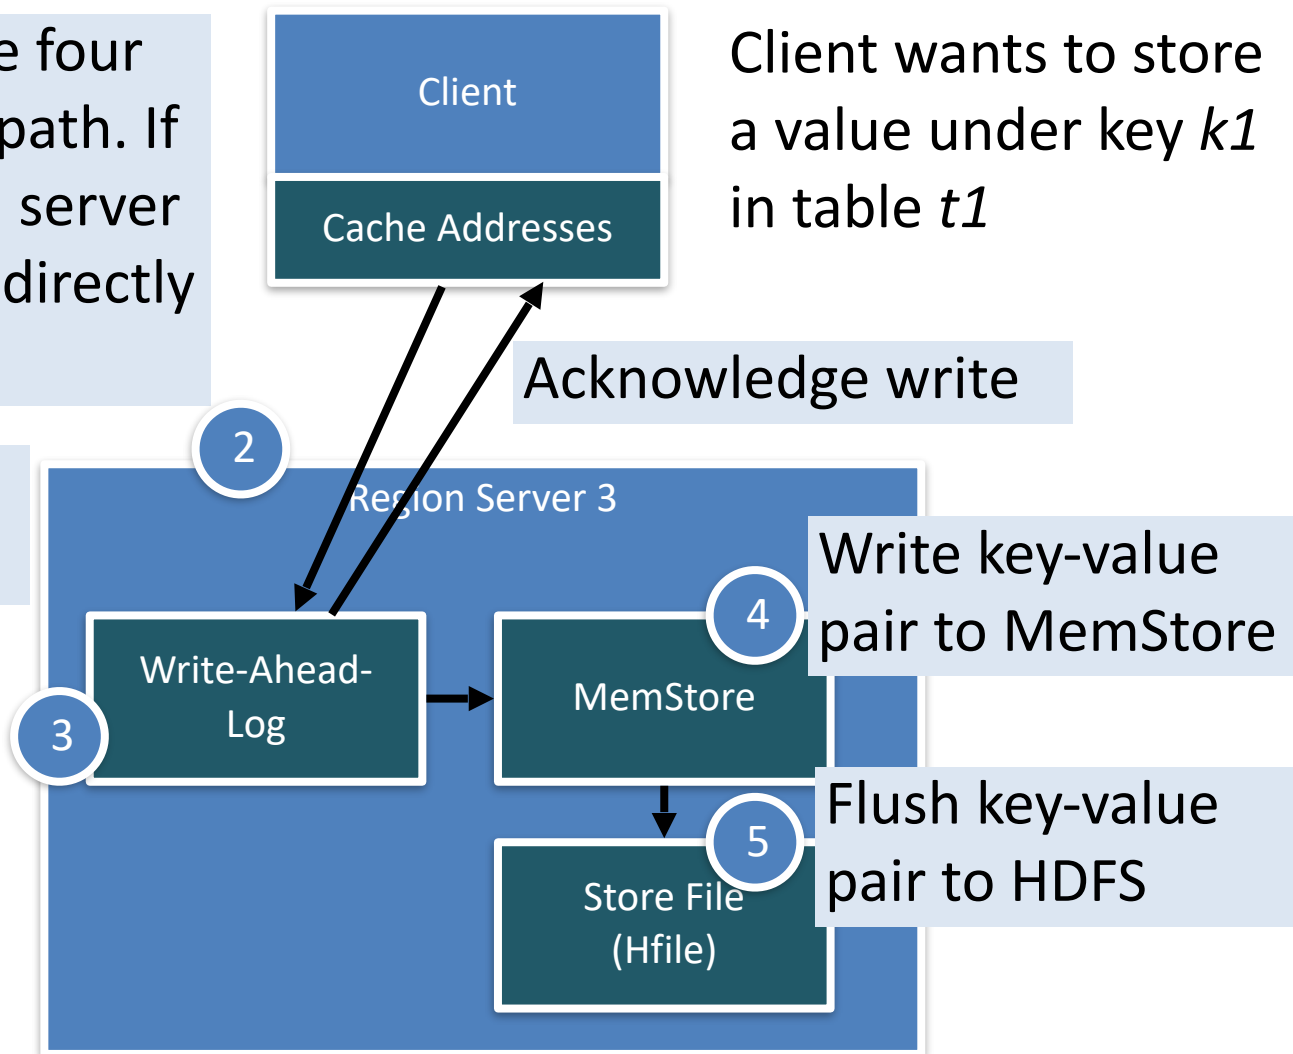 e four
path. If
server
directly
Client
Cache Addresses
Client wants to store
a value under key k1
in table t1
Acknowledge write
2
Region Server 3
Write-Ahead-
Log
3
MemStore
4
Write key-value
pair to MemStore
5
Flush key-value
pair to HDFS
Store File
(Hfile)